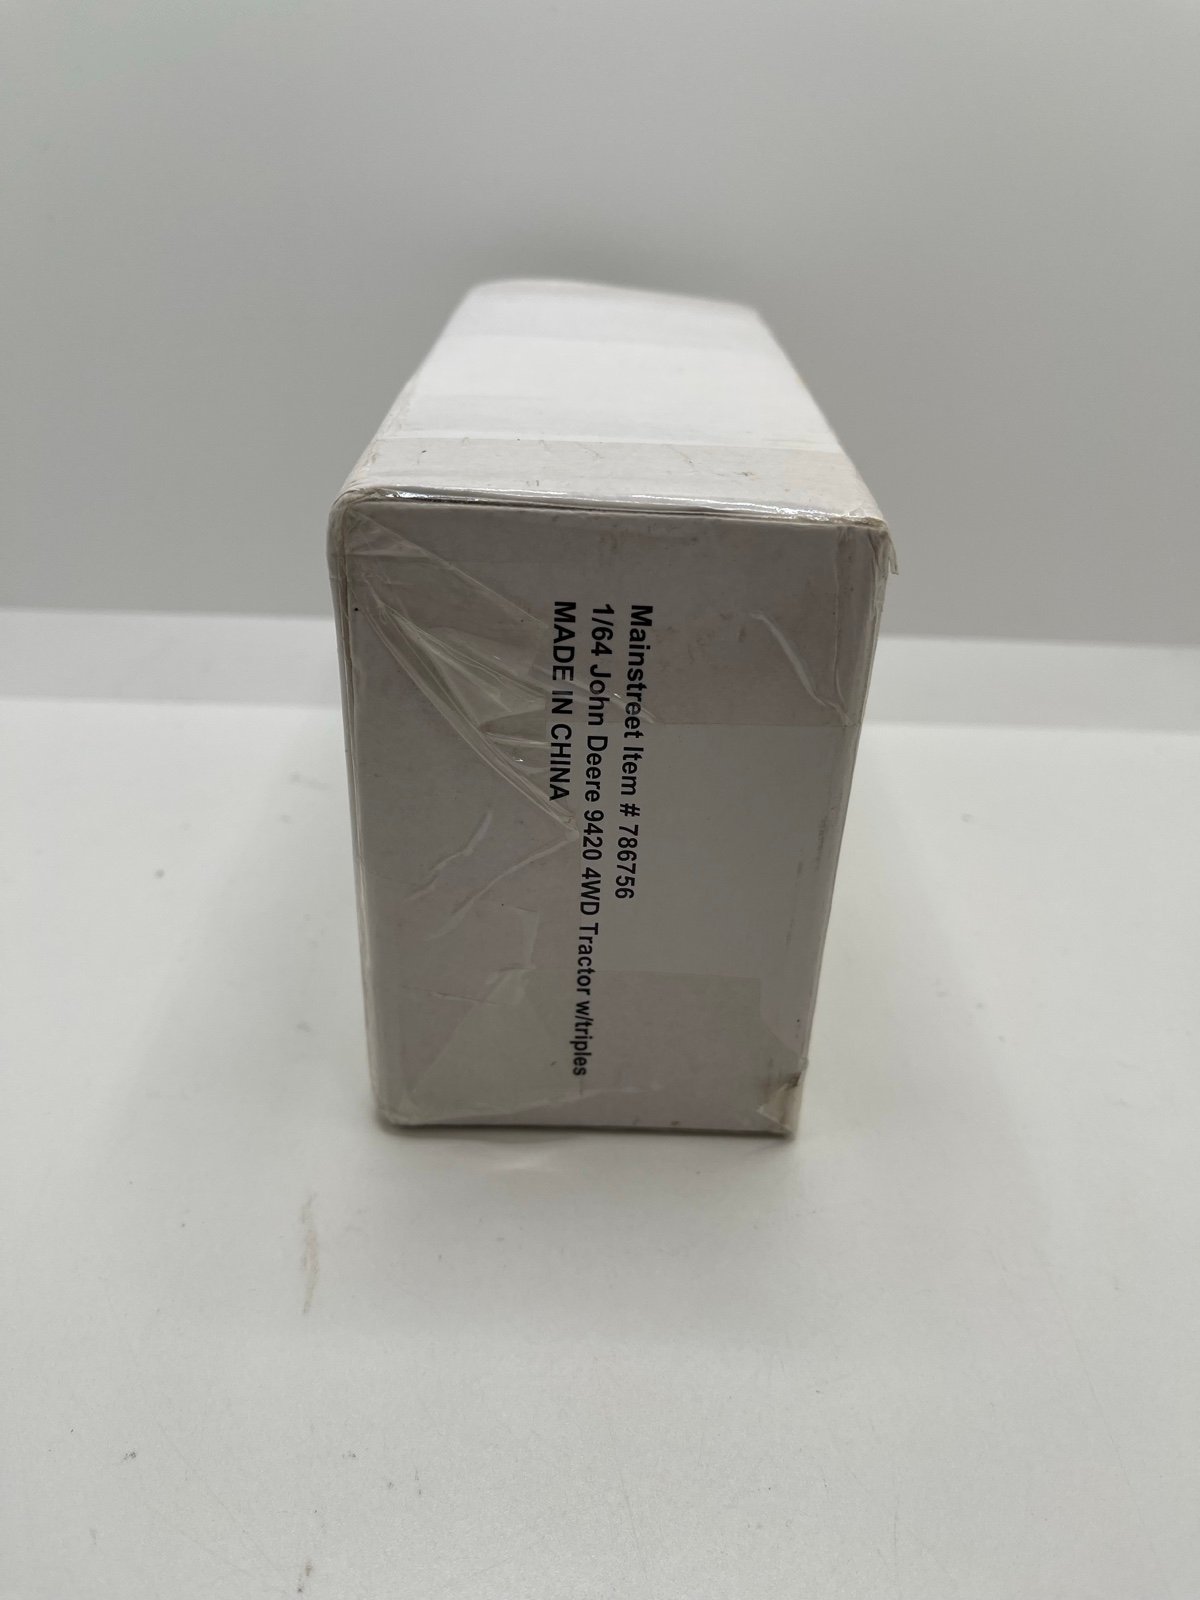 Mainstreet Item # 786756
1/64 John Deere 9420 4WD Tractor w/triples
MADE IN CHINA